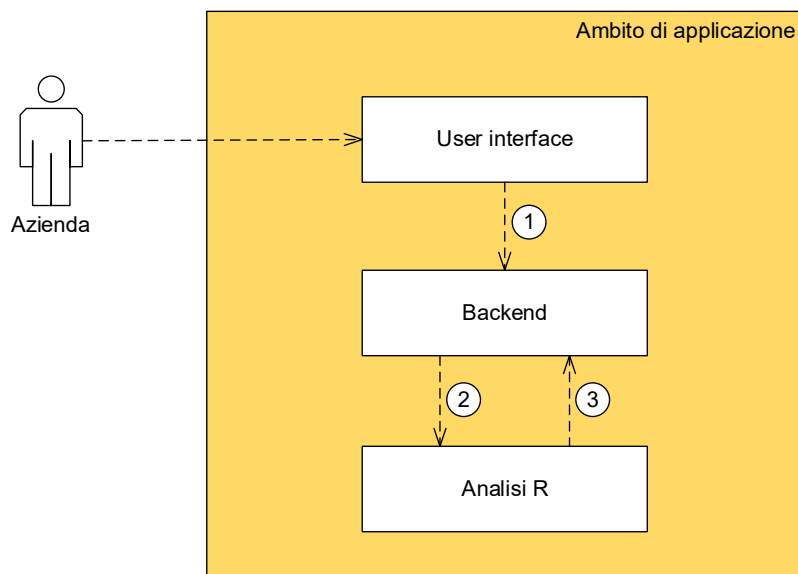 Ambito di applicazione
User interface
Azienda
1
Backend
2
3
Analisi R